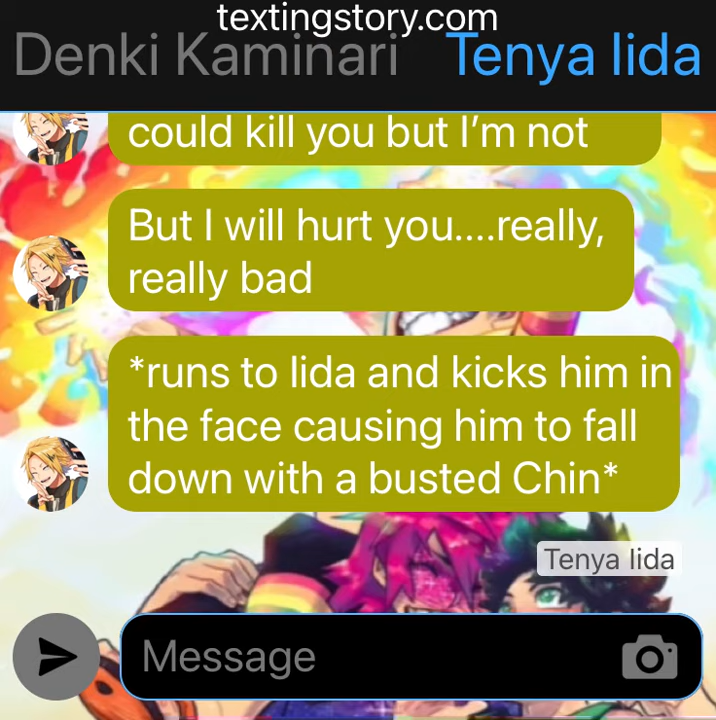 textingstory.com
Denki Kaminari Tenya Iida
could kill you but I’m not
But I will hurt you....really,
really bad
*runs to Iida and kicks him in
the face causing him to fall
down with a busted Chin*
Tenya Iida
Message